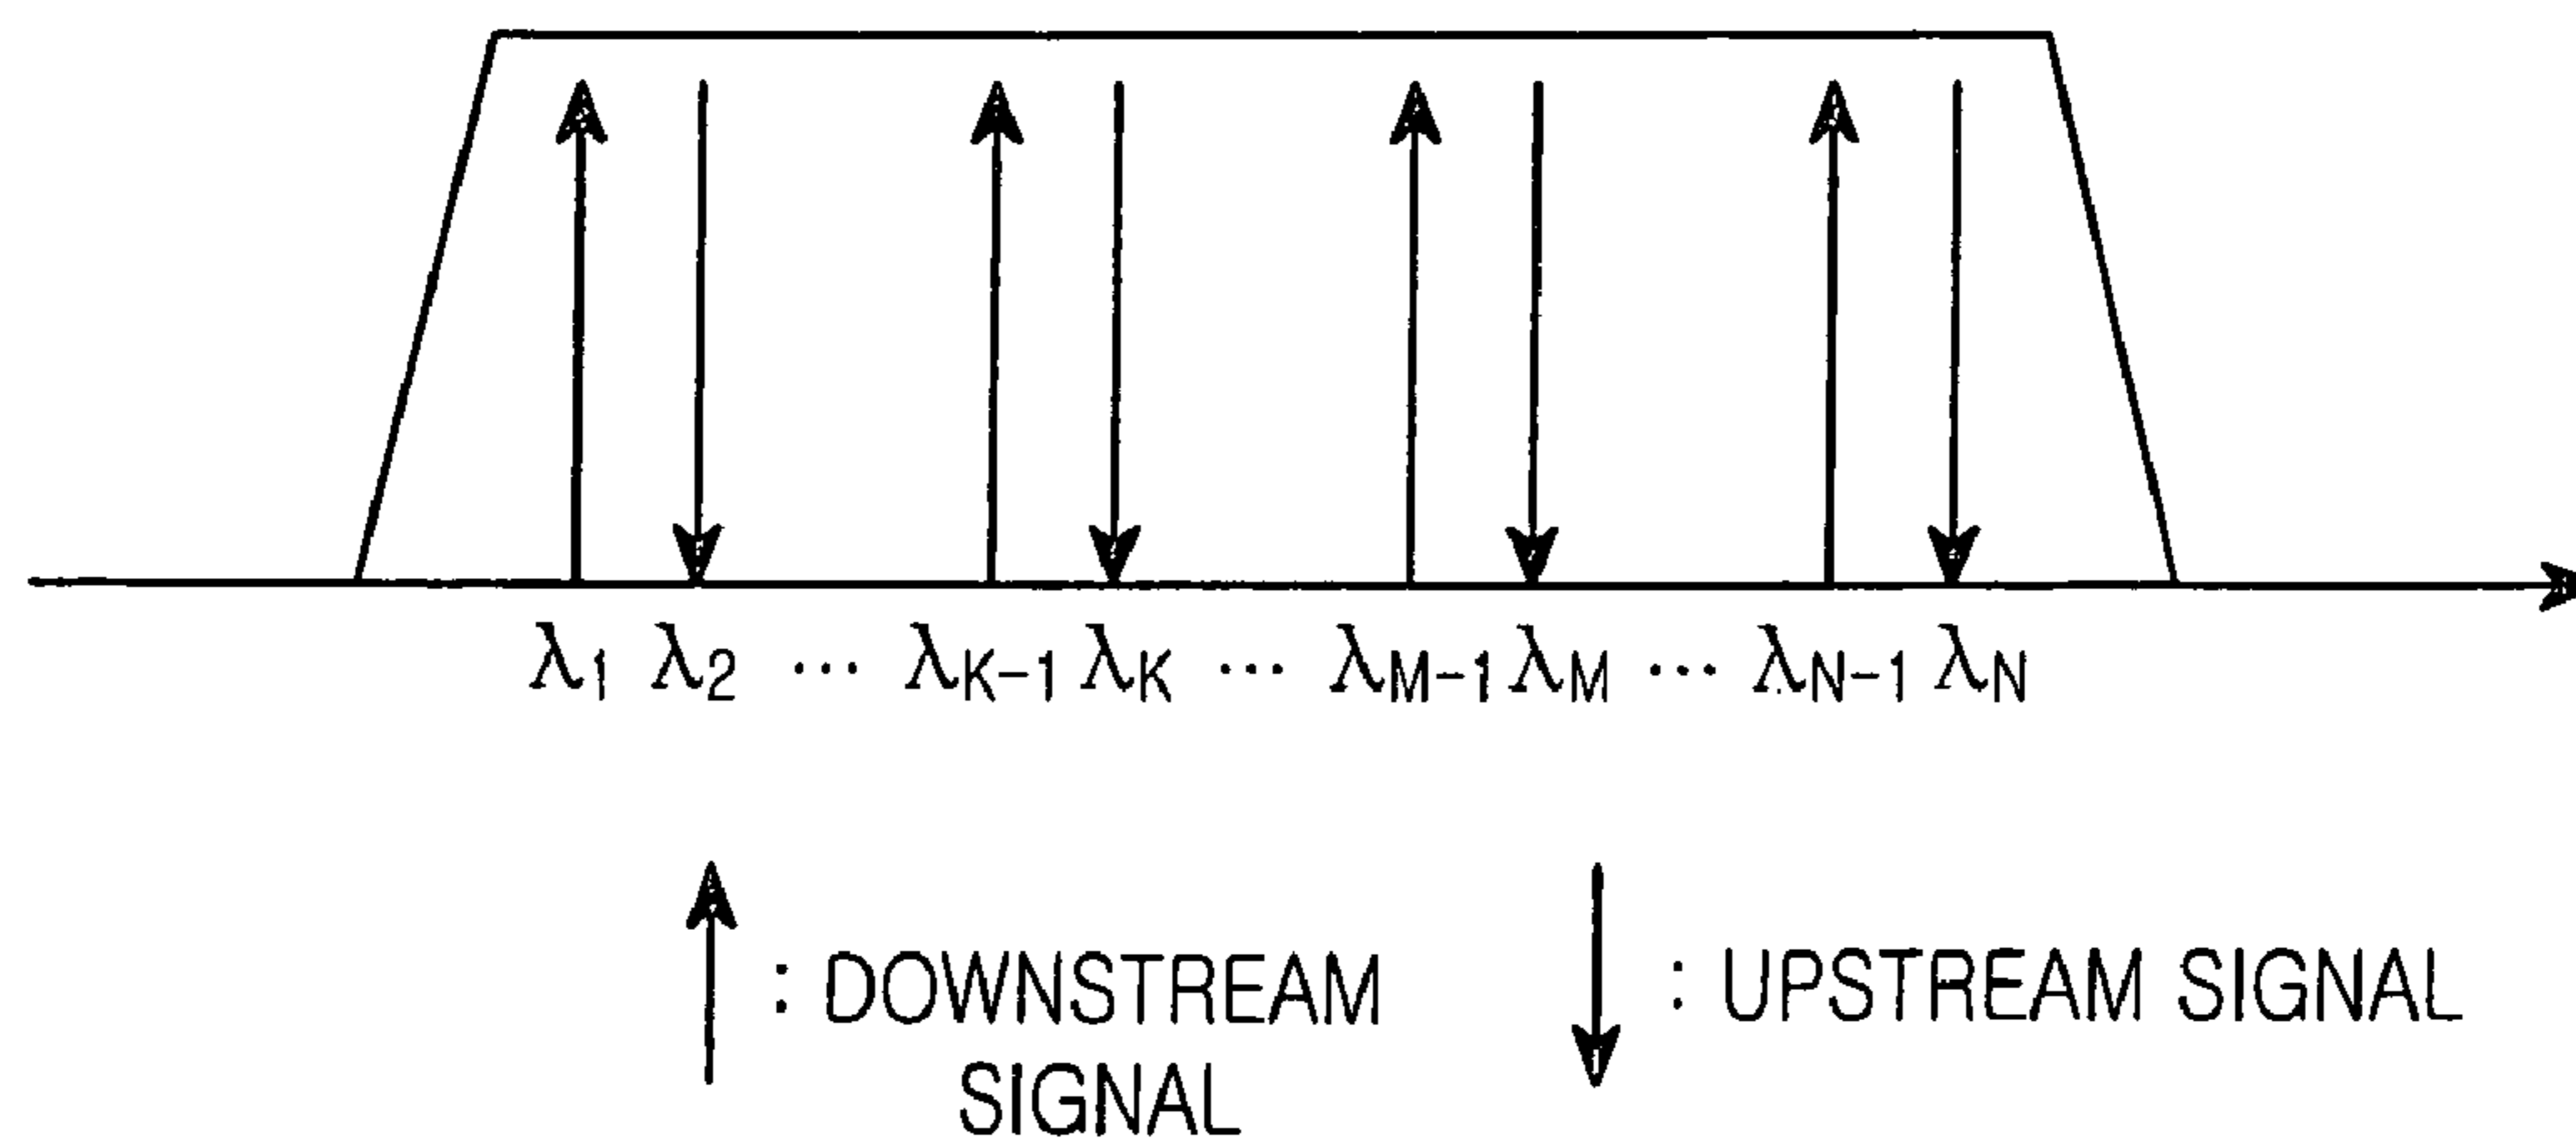 λ1 λ2 ... λK-1 λK ... λM-1 λM ... λN-1 λN
: DOWNSTREAM SIGNAL
: UPSTREAM SIGNAL